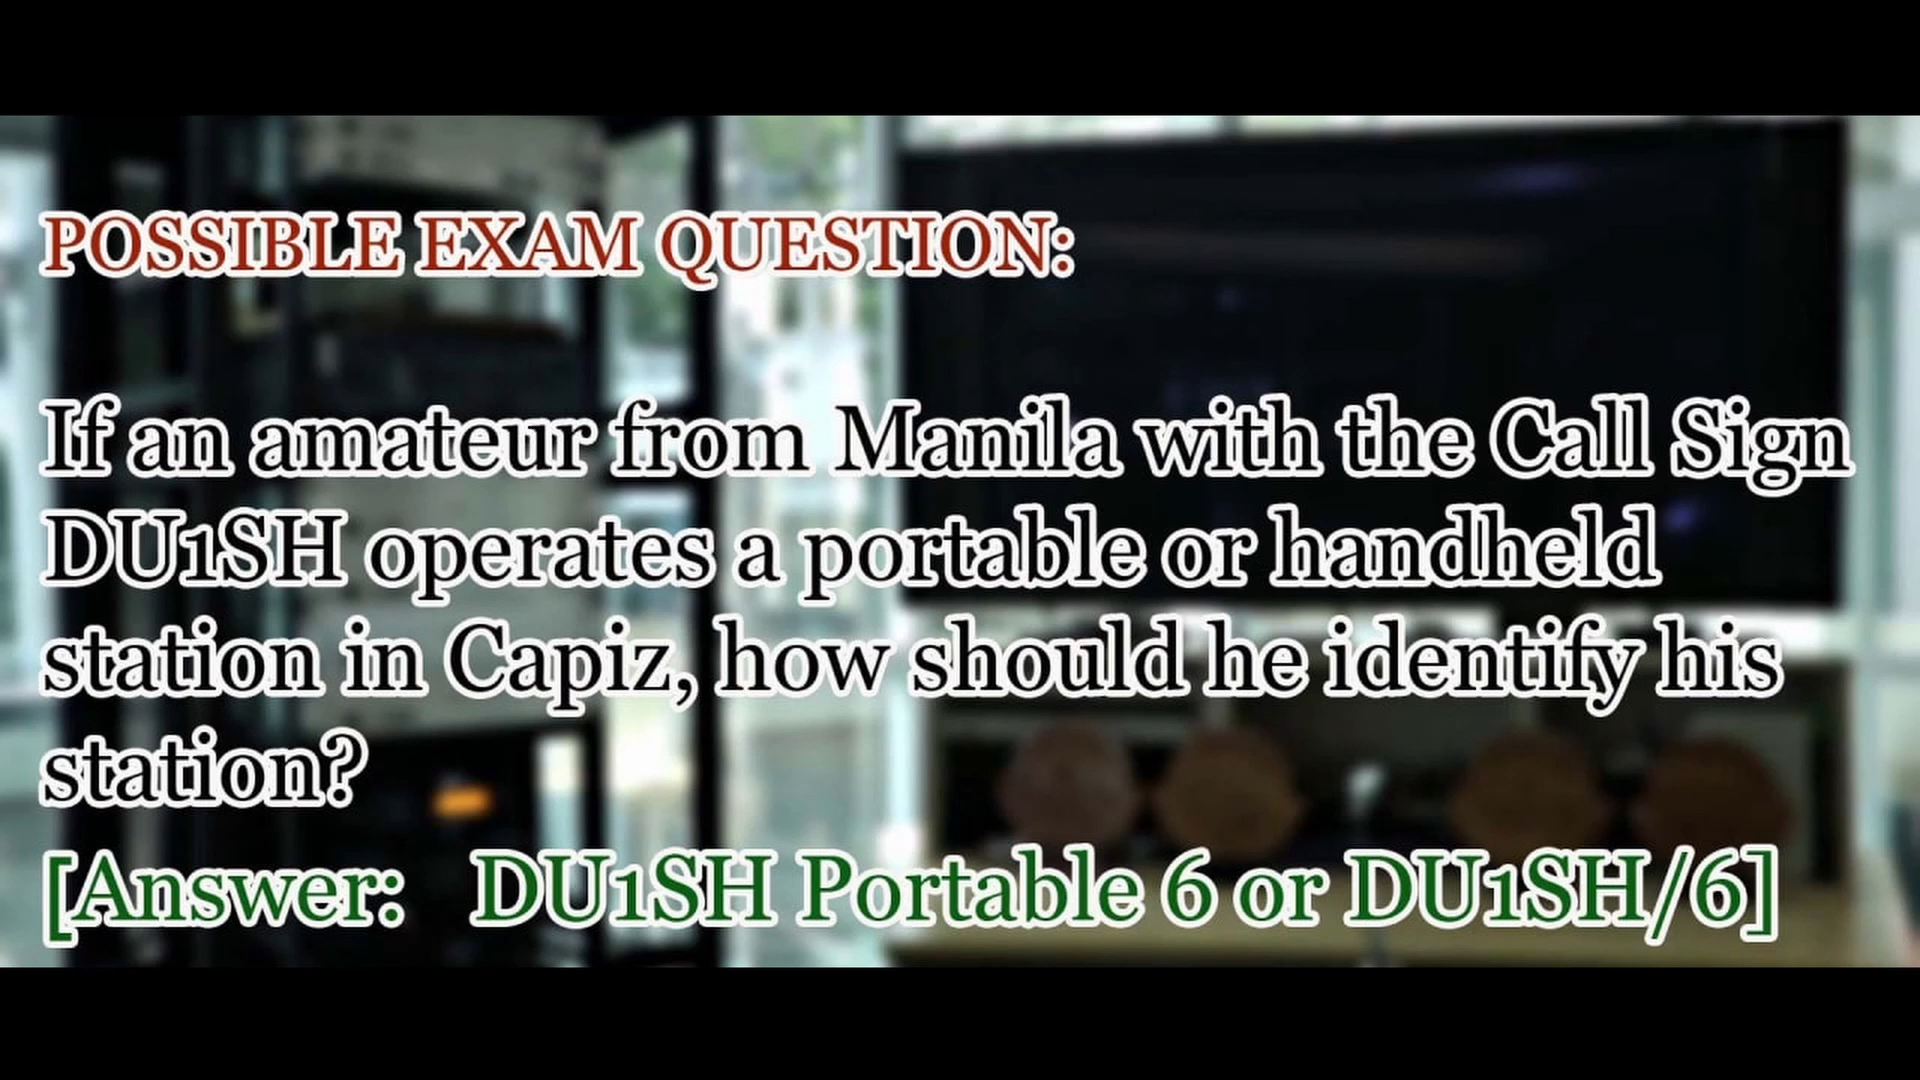 POSSIBLE EXAM QUESTION:
If an amateur from Manila with the Call Sign
DU1SH operates a portable or handheld
station in Capiz, how should he identify his
station?
[Answer: DU1SH Portable 6 or DU1SH/6]